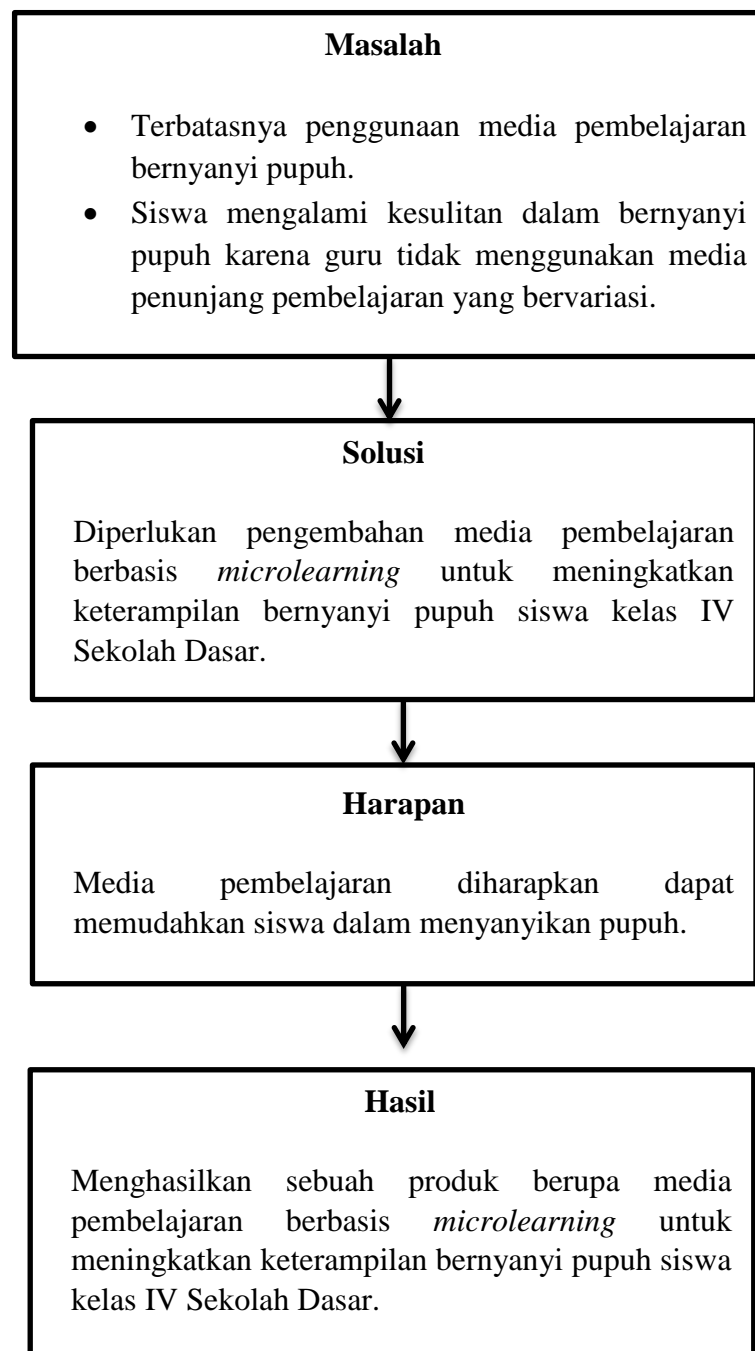 Masalah
• Terbatasnya penggunaan media pembelajaran
bernyanyi pupuh.
• Siswa mengalami kesulitan dalam bernyanyi
pupuh karena guru tidak menggunakan media
penunjang pembelajaran yang bervariasi.
Solusi
Diperlukan pengembahan media pembelajaran
berbasis microlearning untuk meningkatkan
keterampilan bernyanyi pupuh siswa kelas IV
Sekolah Dasar.
Harapan
Media pembelajaran diharapkan dapat
memudahkan siswa dalam menyanyikan pupuh.
Hasil
Menghasilkan sebuah produk berupa media
pembelajaran berbasis microlearning untuk
meningkatkan keterampilan bernyanyi pupuh siswa
kelas IV Sekolah Dasar.